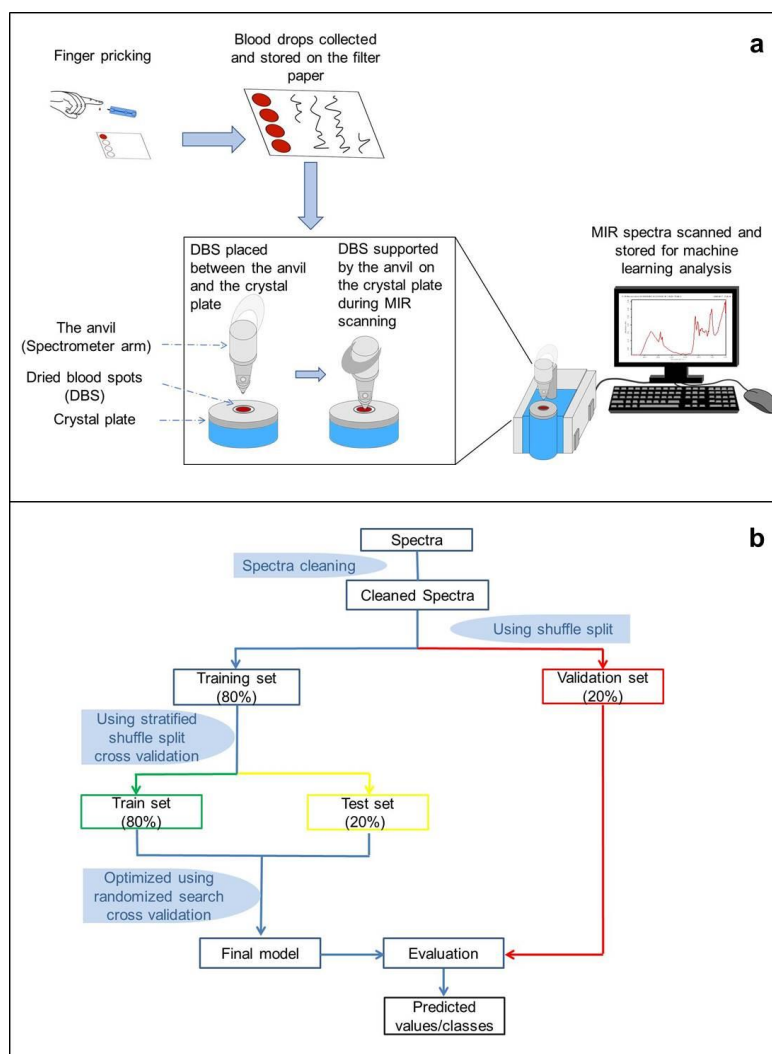 a
Finger pricking
Blood drops collected
and stored on the filter
paper
DBS placed
between the anvil
and the crystal
plate
DBS supported
by the anvil on
the crystal plate
during MIR
scanning
MIR spectra scanned and
stored for machine
learning analysis
The anvil
(Spectrometer arm)
Dried blood spots
(DBS)
Crystal plate
b
Spectra
Spectra cleaning
Cleaned Spectra
Using shuffle split
Training set
(80%)
Validation set
(20%)
Using stratified
shuffle split
cross validation
Train set
(80%)
Test set
(20%)
Optimized using
randomized search
cross validation
Final model
Evaluation
Predicted
values/classes